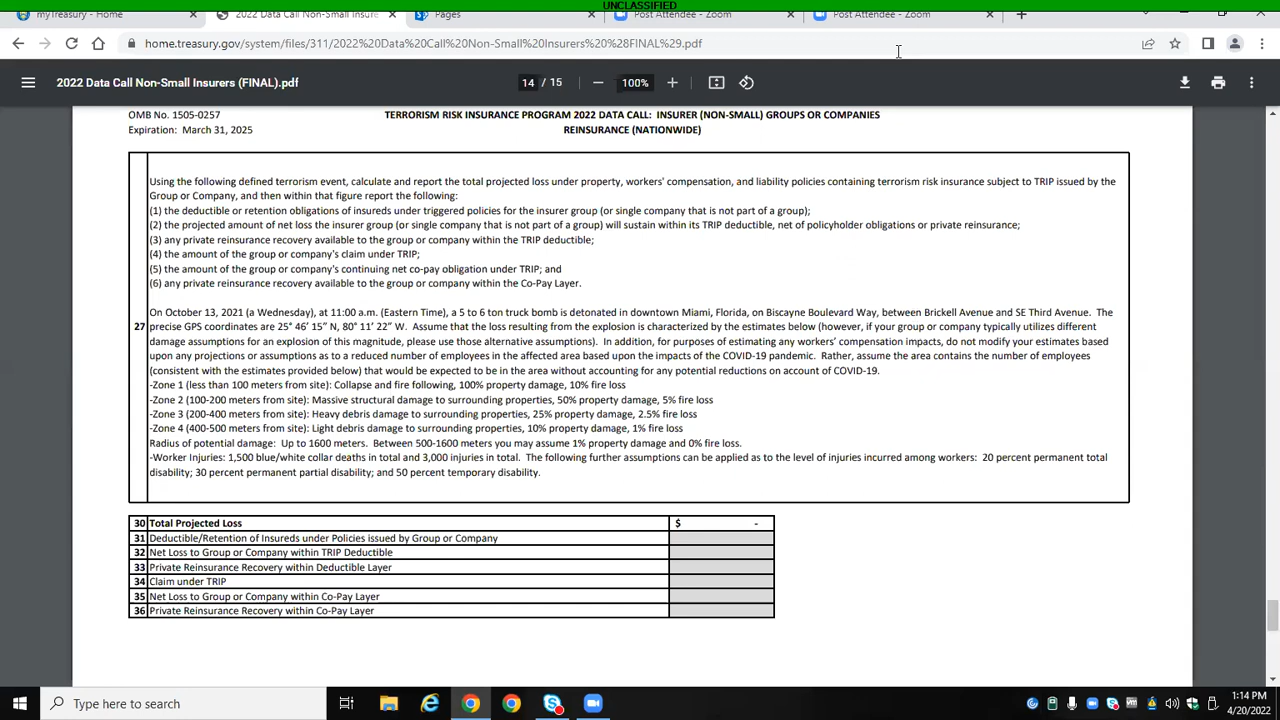 UNCLASSIFIED
myTreasury - Home
2022 Data Call Non-Small Insure
Pages
Post Attendee - Zoom
Post Attendee - Zoom
home.treasury.gov/system/files/311/2022%20Data%20Call%20Non-Small%20Insurers%20%28FINAL%29.pdf
2022 Data Call Non-Small Insurers (FINAL).pdf
14 / 15
100%
OMB No. 1505-0257
TERRORISM RISK INSURANCE PROGRAM 2022 DATA CALL: INSURER (NON-SMALL) GROUPS OR COMPANIES
Expiration: March 31, 2025
REINSURANCE (NATIONWIDE)
Using the following defined terrorism event, calculate and report the total projected loss under property, workers' compensation, and liability policies containing terrorism risk insurance subject to TRIP issued by the
Group or Company, and then within that figure report the following:
(1) the deductible or retention obligations of insureds under triggered policies for the insurer group (or single company that is not part of a group);
(2) the projected amount of net loss the insurer group (or single company that is not part of a group) will sustain within its TRIP deductible, net of policyholder obligations or private reinsurance;
(3) any private reinsurance recovery available to the group or company within the TRIP deductible;
(4) the amount of the group or company's claim under TRIP;
(5) the amount of the group or company's continuing net co-pay obligation under TRIP; and
(6) any private reinsurance recovery available to the group or company within the Co-Pay Layer.
On October 13, 2021 (a Wednesday), at 11:00 a.m. (Eastern Time), a 5 to 6 ton truck bomb is detonated in downtown Miami, Florida, on Biscayne Boulevard Way, between Brickell Avenue and SE Third Avenue. The
27 precise GPS coordinates are 25° 46’ 15” N, 80° 11’ 22” W. Assume that the loss resulting from the explosion is characterized by the estimates below (however, if your group or company typically utilizes different
damage assumptions for an explosion of this magnitude, please use those alternative assumptions). In addition, for purposes of estimating any workers’ compensation impacts, do not modify your estimates based
upon any projections or assumptions as to a reduced number of employees in the affected area based upon the impacts of the COVID-19 pandemic. Rather, assume the area contains the number of employees
(consistent with the estimates provided below) that would be expected to be in the area without accounting for any potential reductions on account of COVID-19.
-Zone 1 (less than 100 meters from site): Collapse and fire following, 100% property damage, 10% fire loss
-Zone 2 (100-200 meters from site): Massive structural damage to surrounding properties, 50% property damage, 5% fire loss
-Zone 3 (200-400 meters from site): Heavy debris damage to surrounding properties, 25% property damage, 2.5% fire loss
-Zone 4 (400-500 meters from site): Light debris damage to surrounding properties, 10% property damage, 1% fire loss
Radius of potential damage: Up to 1600 meters. Between 500-1600 meters you may assume 1% property damage and 0% fire loss.
-Worker Injuries: 1,500 blue/white collar deaths in total and 3,000 injuries in total. The following further assumptions can be applied as to the level of injuries incurred among workers: 20 percent permanent total
disability; 30 percent permanent partial disability; and 50 percent temporary disability.
30 Total Projected Loss $ -
31 Deductible/Retention of Insureds under Policies issued by Group or Company
32 Net Loss to Group or Company within TRIP Deductible
33 Private Reinsurance Recovery within Deductible Layer
34 Claim under TRIP
35 Net Loss to Group or Company within Co-Pay Layer
36 Private Reinsurance Recovery within Co-Pay Layer
Type here to search
1:14 PM
4/20/2022